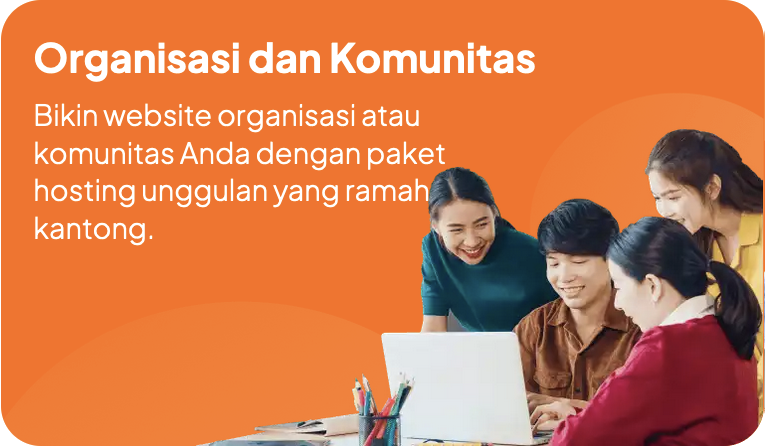 Organisasi dan Komunitas
Bikin website organisasi atau
komunitas Anda dengan paket
hosting unggulan yang ramah
kantong.